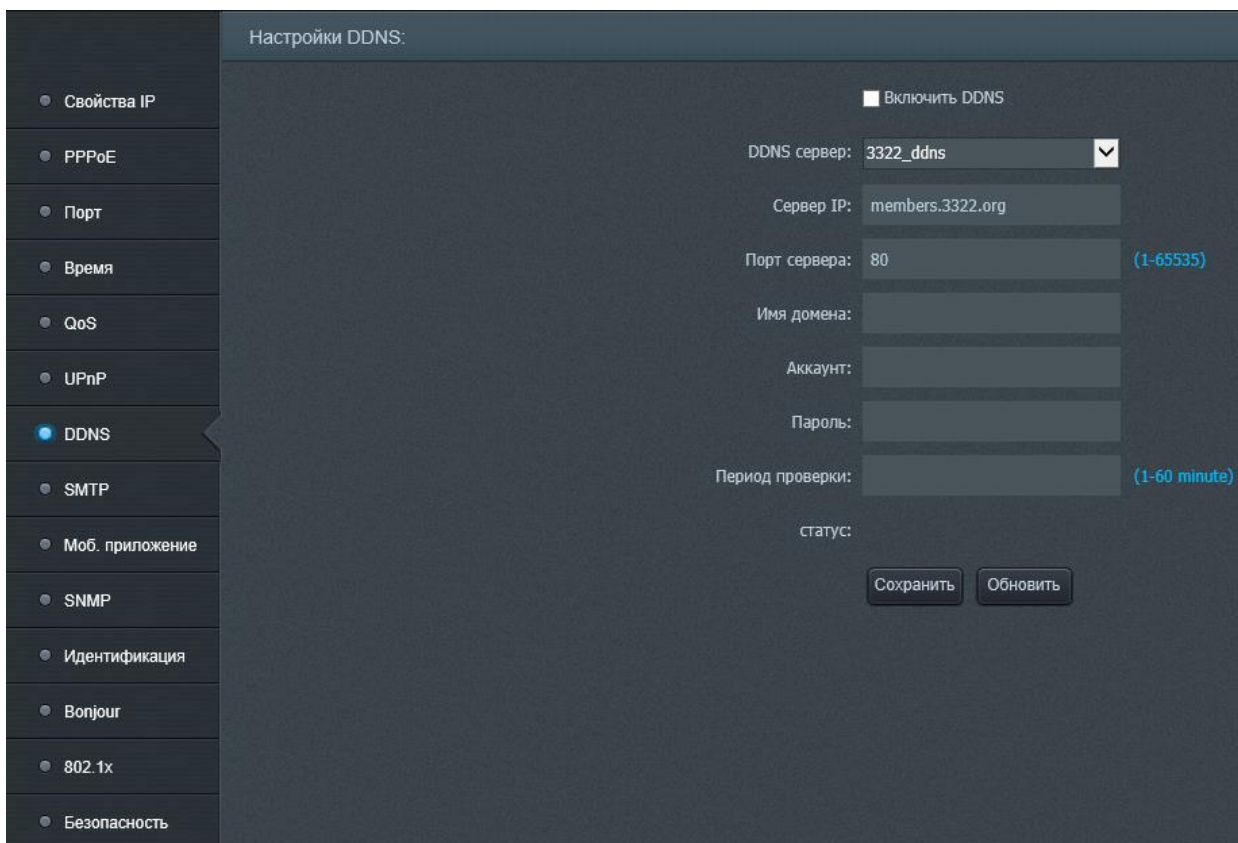 Настройки DDNS:
Свойства IP
PPPoE
Порт
Время
QoS
UPnP
DDNS
SMTP
Моб. приложение
SNMP
Идентификация
Bonjour
802.1x
Безопасность
Включить DDNS
DDNS сервер: 3322_ddns
Сервер IP: members.3322.org
Порт сервера: 80 (1-65535)
Имя домена:
Аккаунт:
Пароль:
Период проверки: (1-60 minute)
статус:
Сохранить Обновить